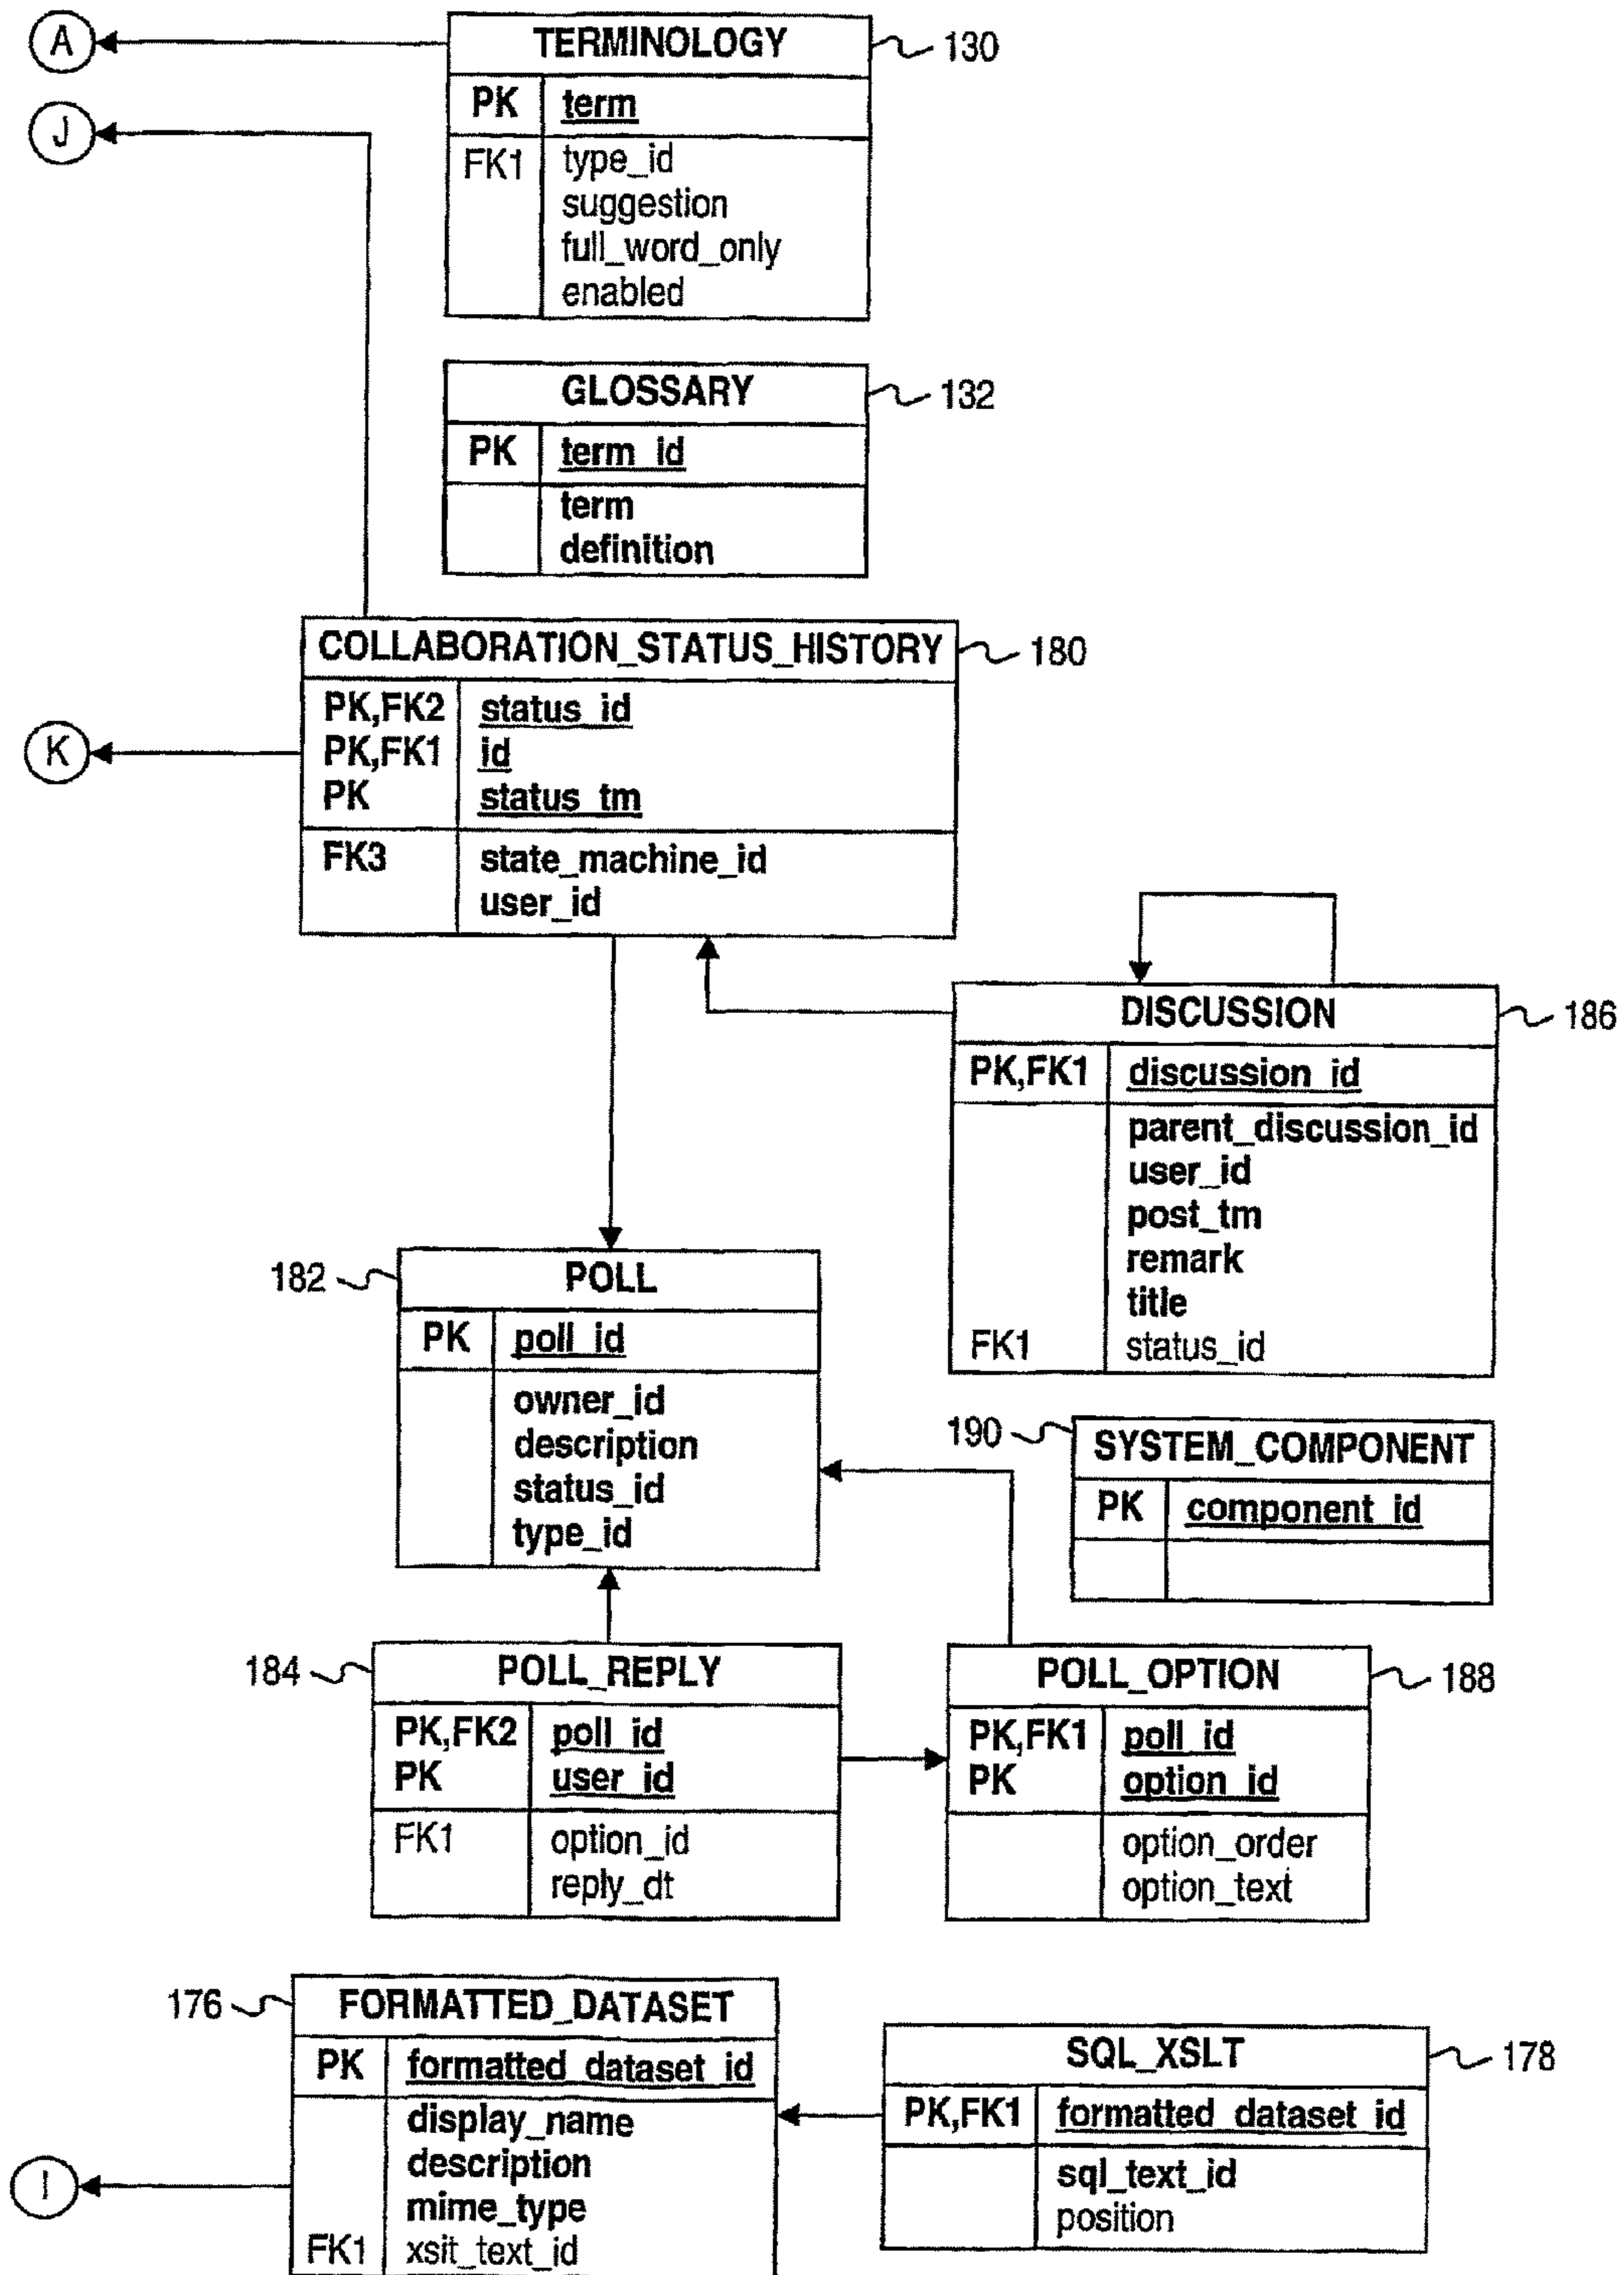 A
TERMINOLOGY
130
PK term
J
FK1 type_id
suggestion
full_word_only
enabled
GLOSSARY
132
PK term_id
term
definition
COLLABORATION_STATUS_HISTORY
180
PK,FK2 status_id
PK,FK1 id
K
PK status_tm
FK3 state_machine_id
user_id
DISCUSSION
186
PK,FK1 discussion_id
parent_discussion_id
user_id
post_tm
remark
title
FK1 status_id
182
POLL
PK poll_id
owner_id
description
status_id
type_id
190
SYSTEM_COMPONENT
PK component_id
184
POLL_REPLY
PK,FK2 poll_id
PK user_id
FK1 option_id
reply_dt
POLL_OPTION
188
PK,FK1 poll_id
PK option_id
option_order
option_text
176
FORMATTED_DATASET
PK formatted_dataset_id
display_name
description
I
mime_type
FK1 xsit_text_id
SQL_XSLT
178
PK,FK1 formatted_dataset_id
sql_text_id
position